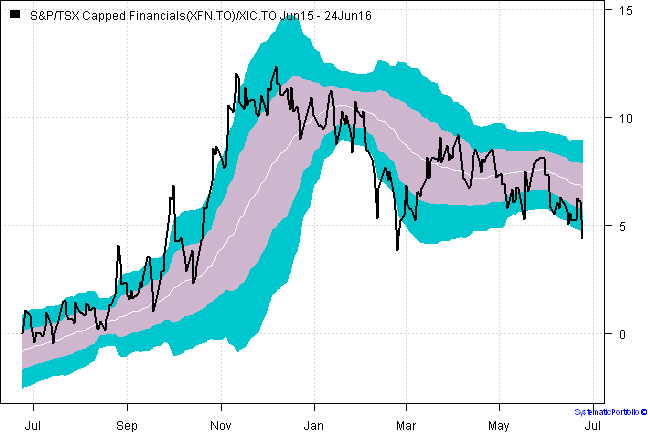 S&P/TSX Capped Financials(XFN.TO)/XIC.TO Jun15 - 24Jun16
15
10
5
0
Jul Sep Nov Jan Mar May Jul
SystematicPortfolio ©